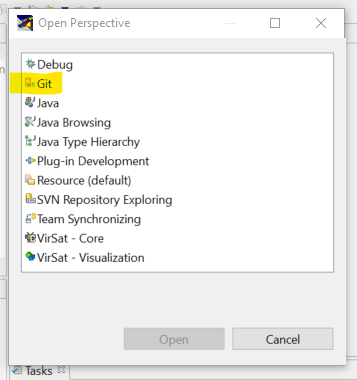 Open Perspective
Debug
Git
Java
Java Browsing
Java Type Hierarchy
Plug-in Development
Resource (default)
SVN Repository Exploring
Team Synchronizing
VirSat - Core
VirSat - Visualization
Open
Cancel
Tasks